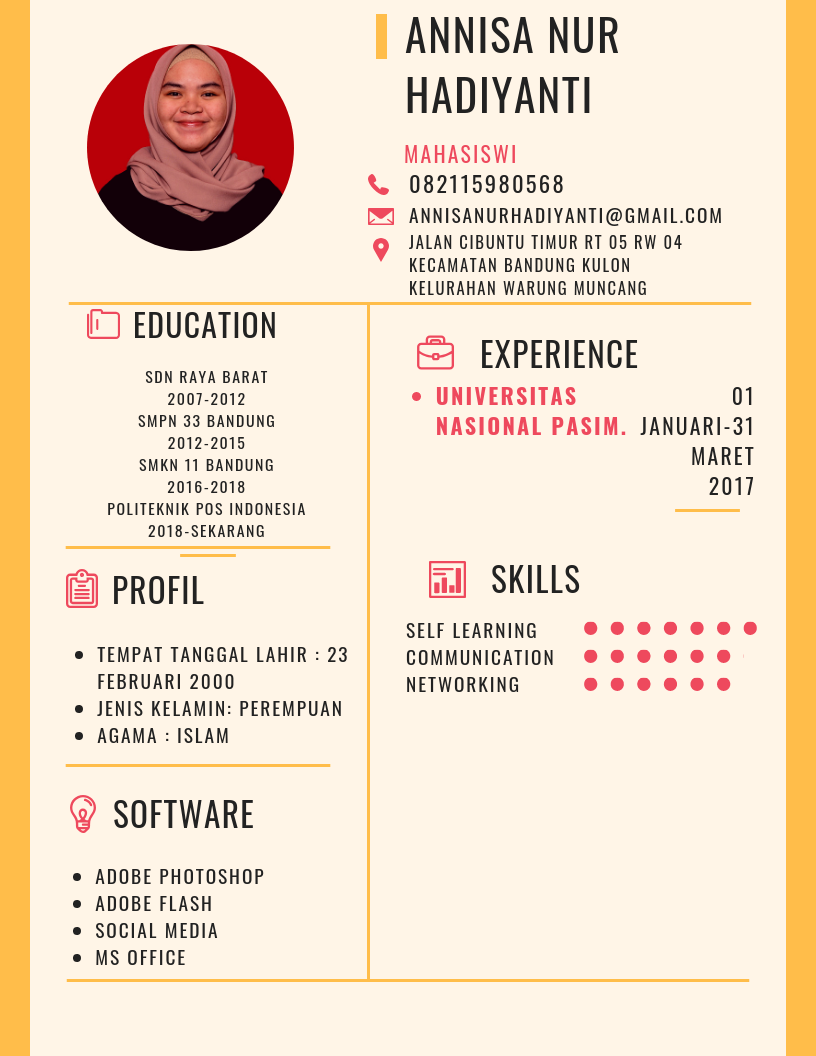 ANNISA NUR
HADIYANTI
MAHASISWI
082115980568
ANNISANURHADIYANTI@GMAIL.COM
JALAN CIBUNTU TIMUR RT 05 RW 04
KECAMATAN BANDUNG KULON
KELURAHAN WARUNG MUNCANG
EDUCATION
SDN RAYA BARAT
2007-2012
SMPN 33 BANDUNG
2012-2015
SMKN 11 BANDUNG
2016-2018
POLITEKNIK POS INDONESIA
2018-SEKARANG
PROFIL
TEMPAT TANGGAL LAHIR : 23
FEBRUARI 2000
JENIS KELAMIN: PEREMPUAN
AGAMA : ISLAM
SOFTWARE
ADOBE PHOTOSHOP
ADOBE FLASH
SOCIAL MEDIA
MS OFFICE
EXPERIENCE
UNIVERSITAS 01
NASIONAL PASIM. JANUARI-31
MARET
2017
SKILLS
SELF LEARNING
COMMUNICATION
NETWORKING